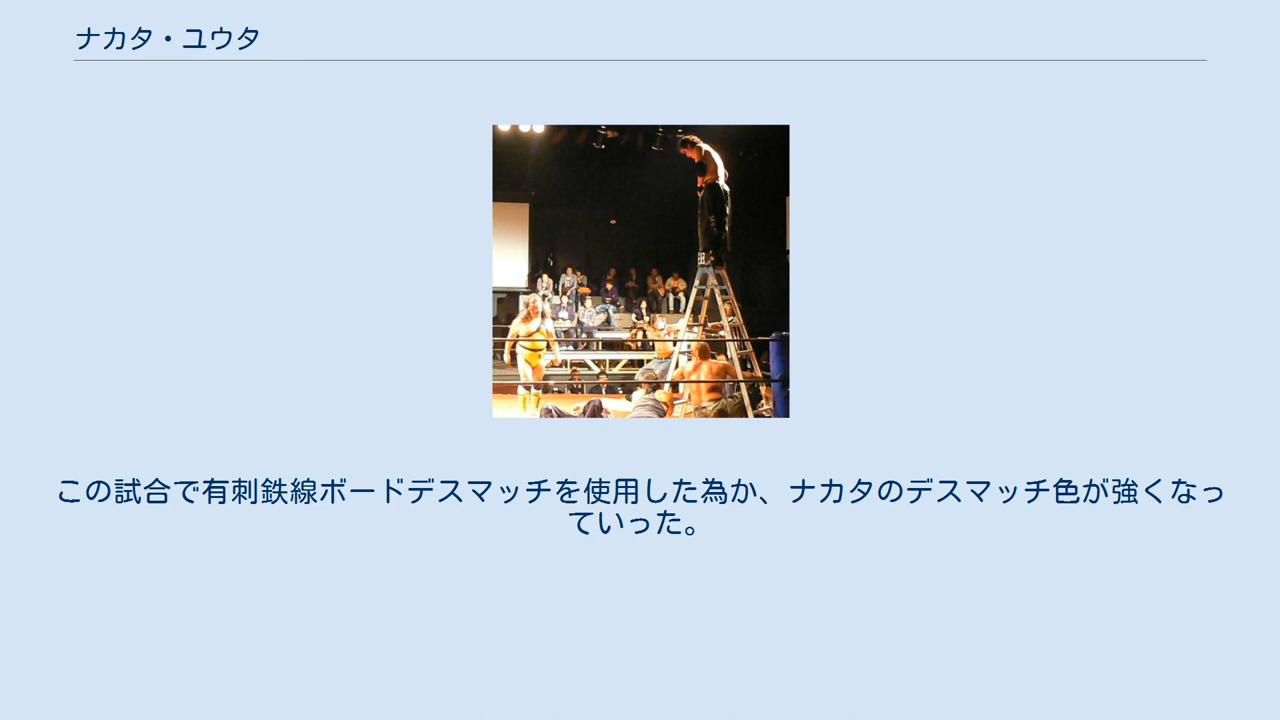 ナカタ・ユウタ
この試合で有刺鉄線ボードデスマッチを使用した為か、ナカタのデスマッチ色が強くなっ
ていった。